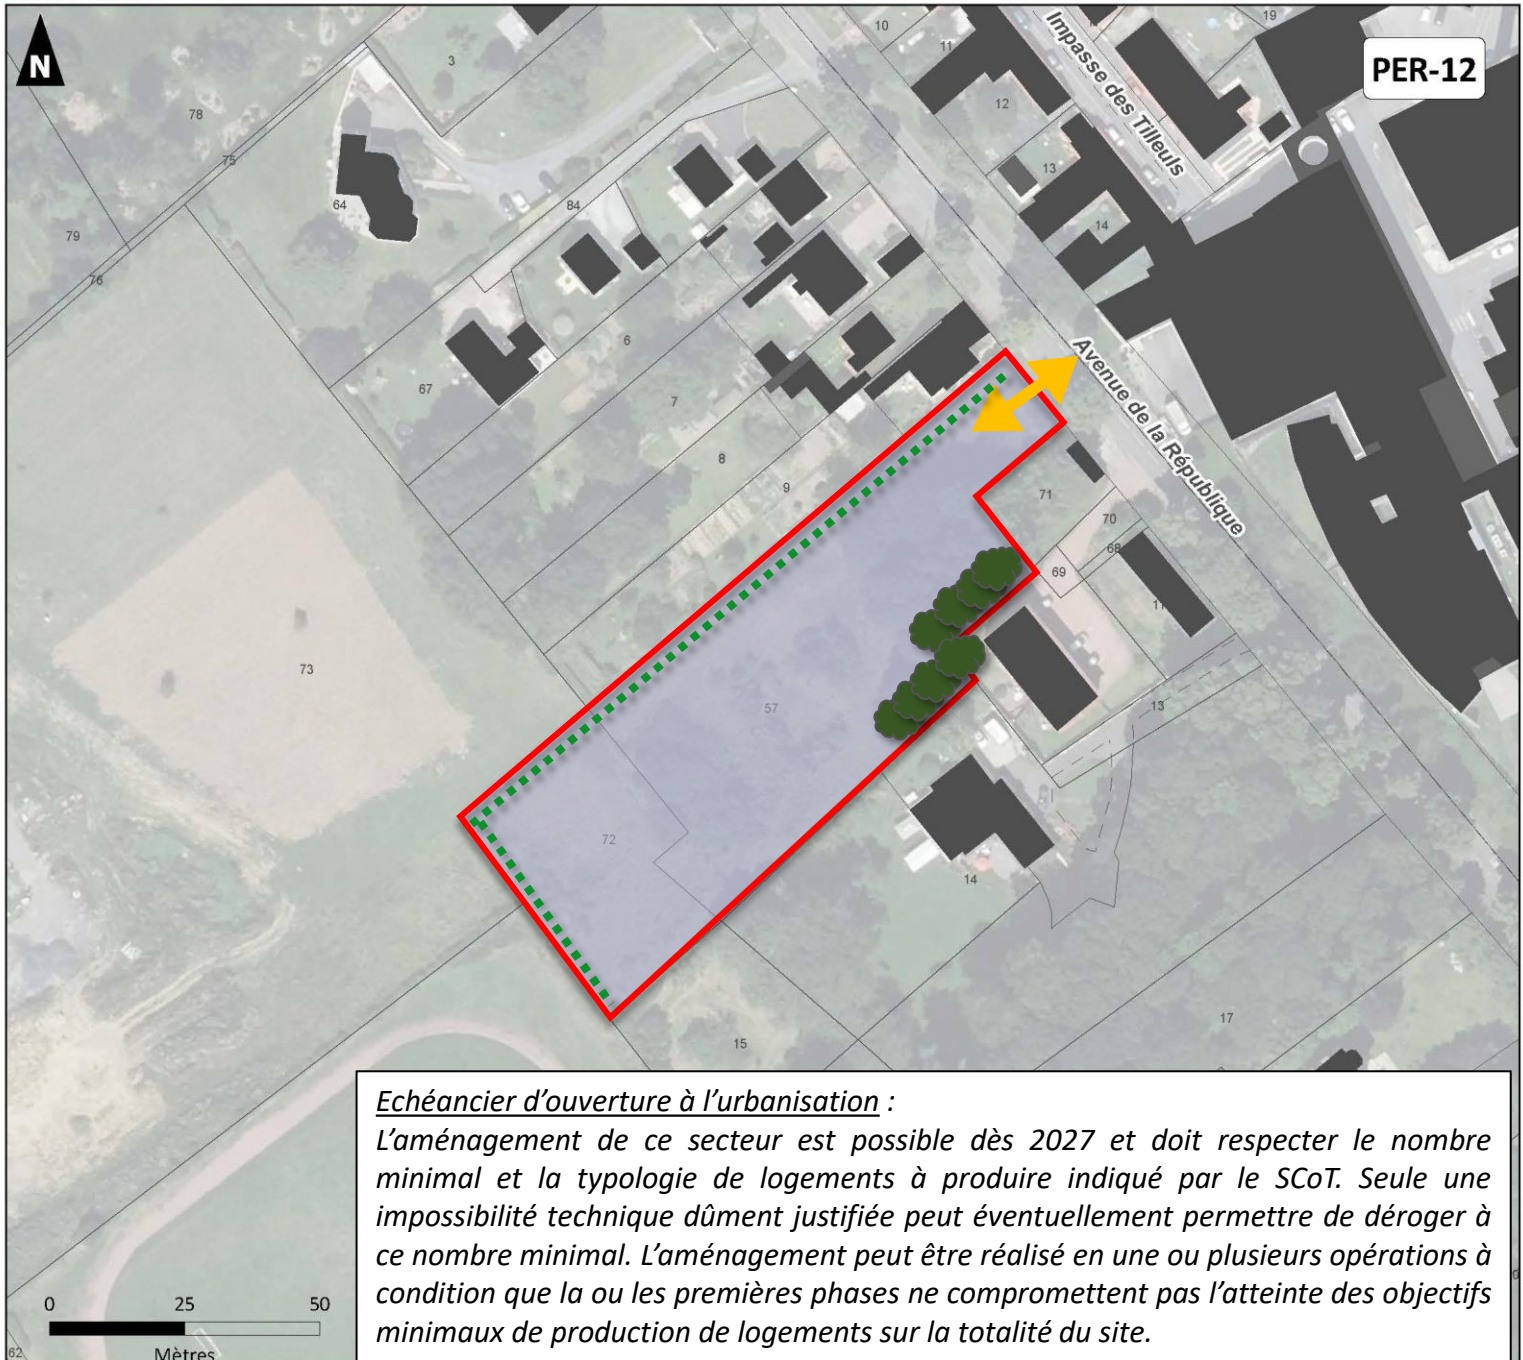 N
PER-12
Impasse des Tilleuls
Avenue de la République
3
10
11
19
12
78
75
13
64
84
14
79
76
6
67
7
8
9
71
70
68
69
11
73
57
13
72
14
15
17
62
Echéancier d’ouverture à l’urbanisation :
L’aménagement de ce secteur est possible dès 2027 et doit respecter le nombre
minimal et la typologie de logements à produire indiqué par le SCoT. Seule une
impossibilité technique dûment justifiée peut éventuellement permettre de déroger à
ce nombre minimal. L’aménagement peut être réalisé en une ou plusieurs opérations à
condition que la ou les premières phases ne compromettent pas l’atteinte des objectifs
minimaux de production de logements sur la totalité du site.
0 25 50
Mètres